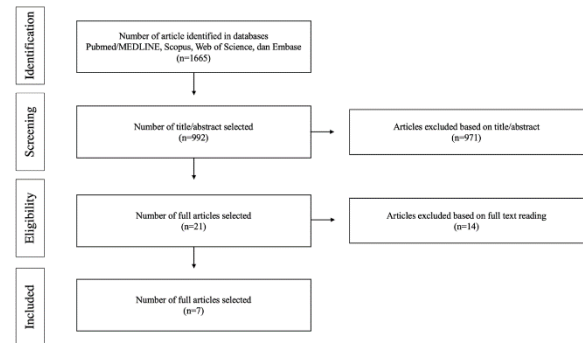 Identification
Number of article identified in databases
Pubmed/MEDLINE, Scopus, Web of Science, dan Embase
(n=1665)
Screening
Number of title/abstract selected
(n=992)
Articles excluded based on title/abstract
(n=971)
Eligibility
Number of full articles selected
(n=21)
Articles excluded based on full text reading
(n=14)
Included
Number of full articles selected
(n=7)